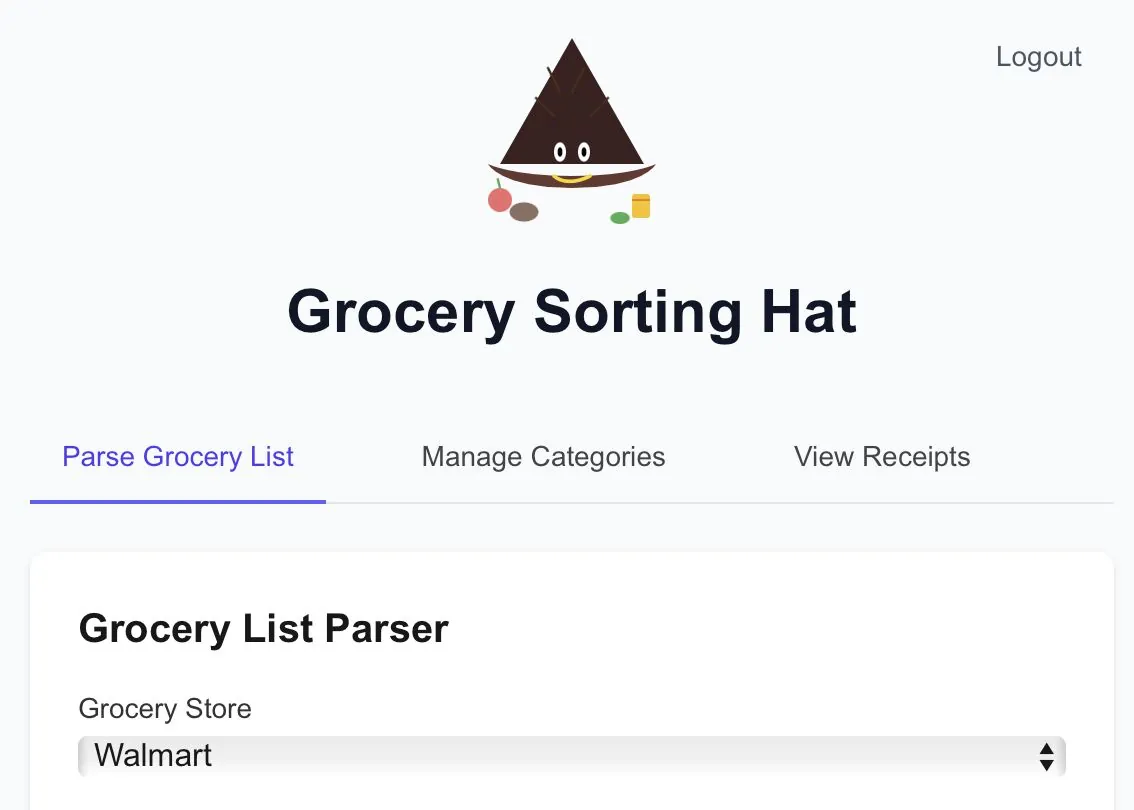 Logout
Grocery Sorting Hat
Parse Grocery List
Manage Categories
View Receipts
Grocery List Parser
Grocery Store
Walmart